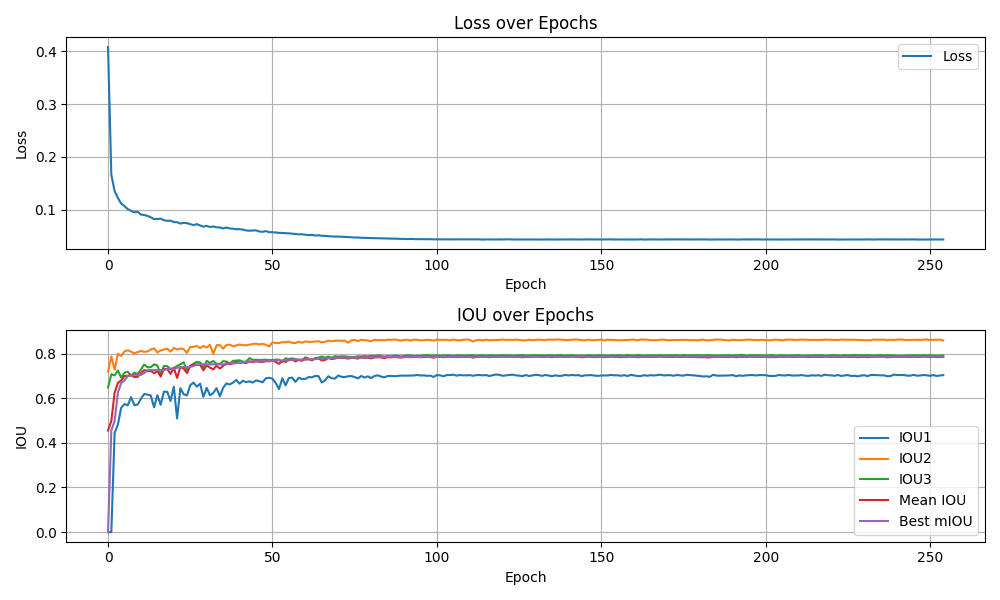 Loss over Epochs
Loss
0.4
0.3
0.2
0.1
Loss
0 50 100 150 200 250
Epoch
IOU over Epochs
IOU
0.8
0.6
0.4
0.2
0.0
IOU1
IOU2
IOU3
Mean IOU
Best mIOU
0 50 100 150 200 250
Epoch